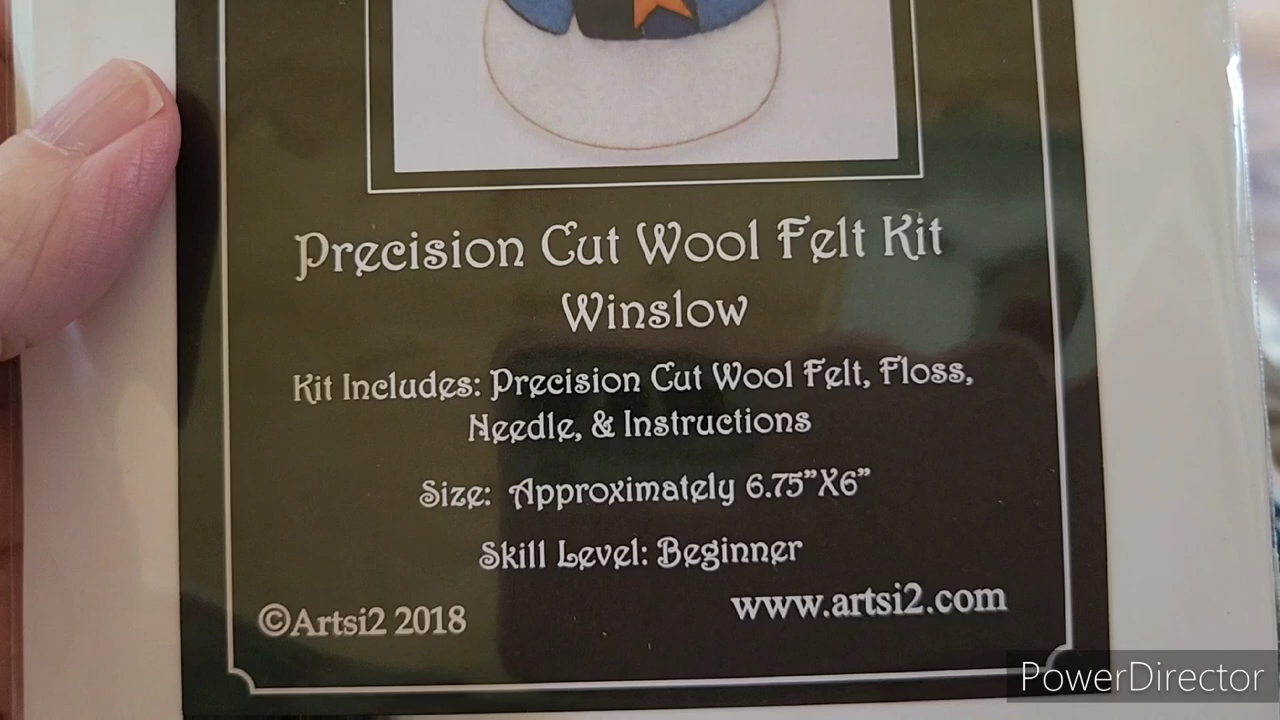 Precision Cut Wool Felt Kit
Winslow
Kit Includes: Precision Cut Wool Felt, Floss,
Needle, & Instructions
Size: Approximately 6.75”X6”
Skill Level: Beginner
©Artsi2 2018
www.artsi2.com
PowerDirector